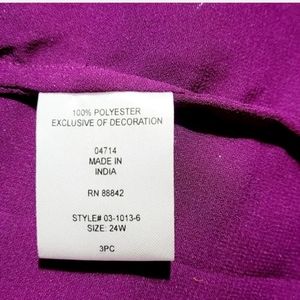 100% POLYESTER
EXCLUSIVE OF DECORATION
04714
MADE IN
INDIA
RN 88842
STYLE# 03-1013-6
SIZE: 24W
3PC